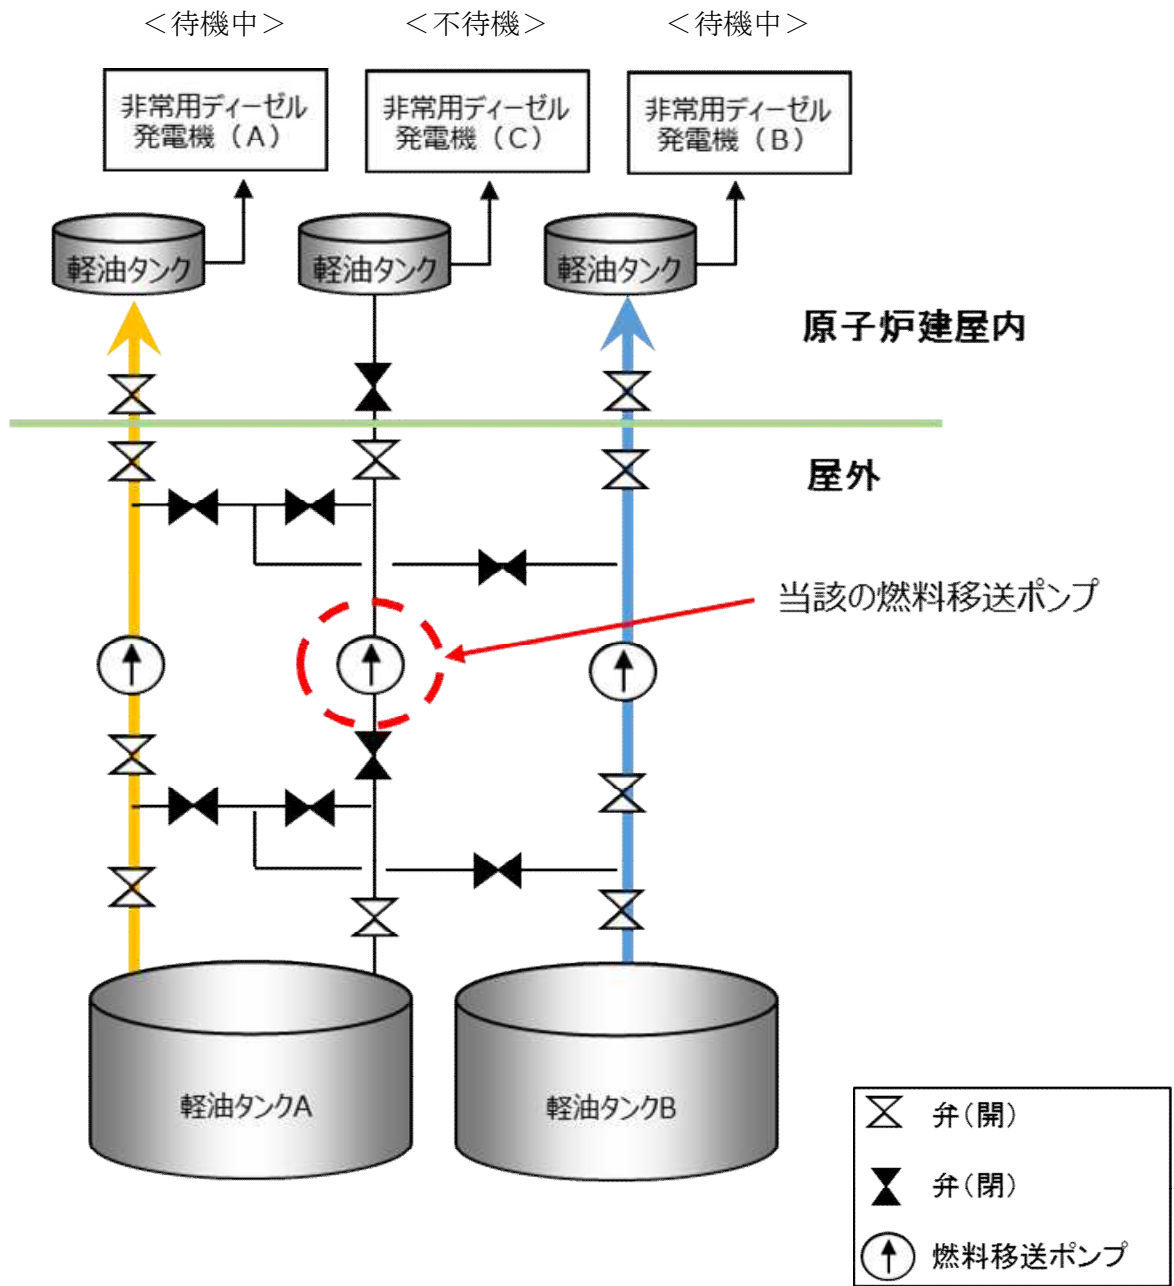 <待機中>
<不待機>
<待機中>
非常用ディーゼル
発電機（A）
非常用ディーゼル
発電機（C）
非常用ディーゼル
発電機（B）
軽油タンク
軽油タンク
軽油タンク
原子炉建屋内
屋外
当該の燃料移送ポンプ
軽油タンクA
軽油タンクB
弁（開）
弁（閉）
燃料移送ポンプ